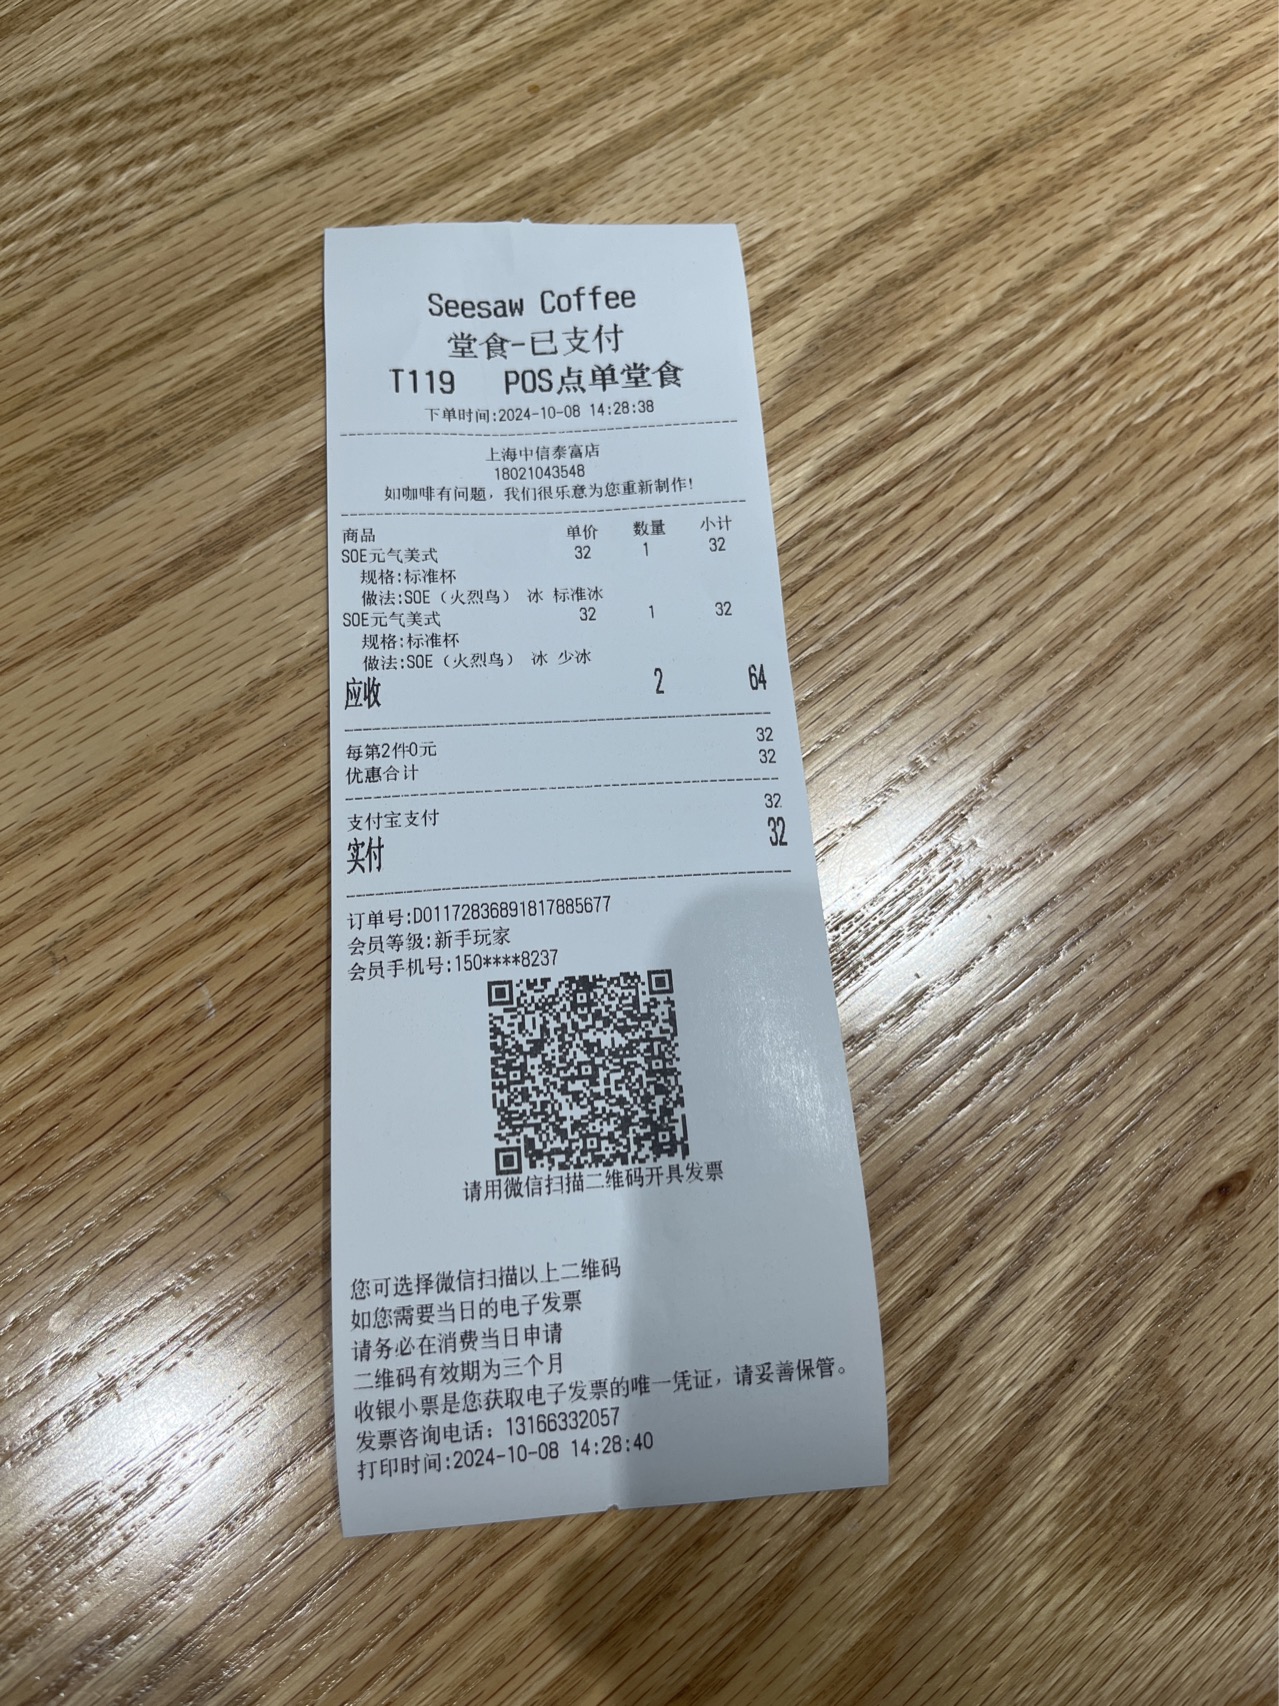 Seesaw Coffee
堂食-已支付
T119 POS点单堂食
下单时间:2024-10-08 14:28:38
上海中信泰富店
18021043548
如咖啡有问题，我们很乐意为您重新制作!
商品 单价 数量 小计
SOE元气美式 32 1 32
规格:标准杯
做法:SOE（火烈鸟） 冰 标准冰
SOE元气美式 32 1 32
规格:标准杯
做法:SOE（火烈鸟） 冰 少冰
应收 2 64
每第2件0元 32
优惠合计 32
支付宝支付 32
实付 32
订单号:D01172836891817885677
会员等级:新手玩家
会员手机号:150****8237
请用微信扫描二维码开具发票
您可选择微信扫描以上二维码
如您需要当日的电子发票
请务必在消费当日申请
二维码有效期为三个月
收银小票是您获取电子发票的唯一凭证，请妥善保管。
发票咨询电话：13166332057
打印时间:2024-10-08 14:28:40